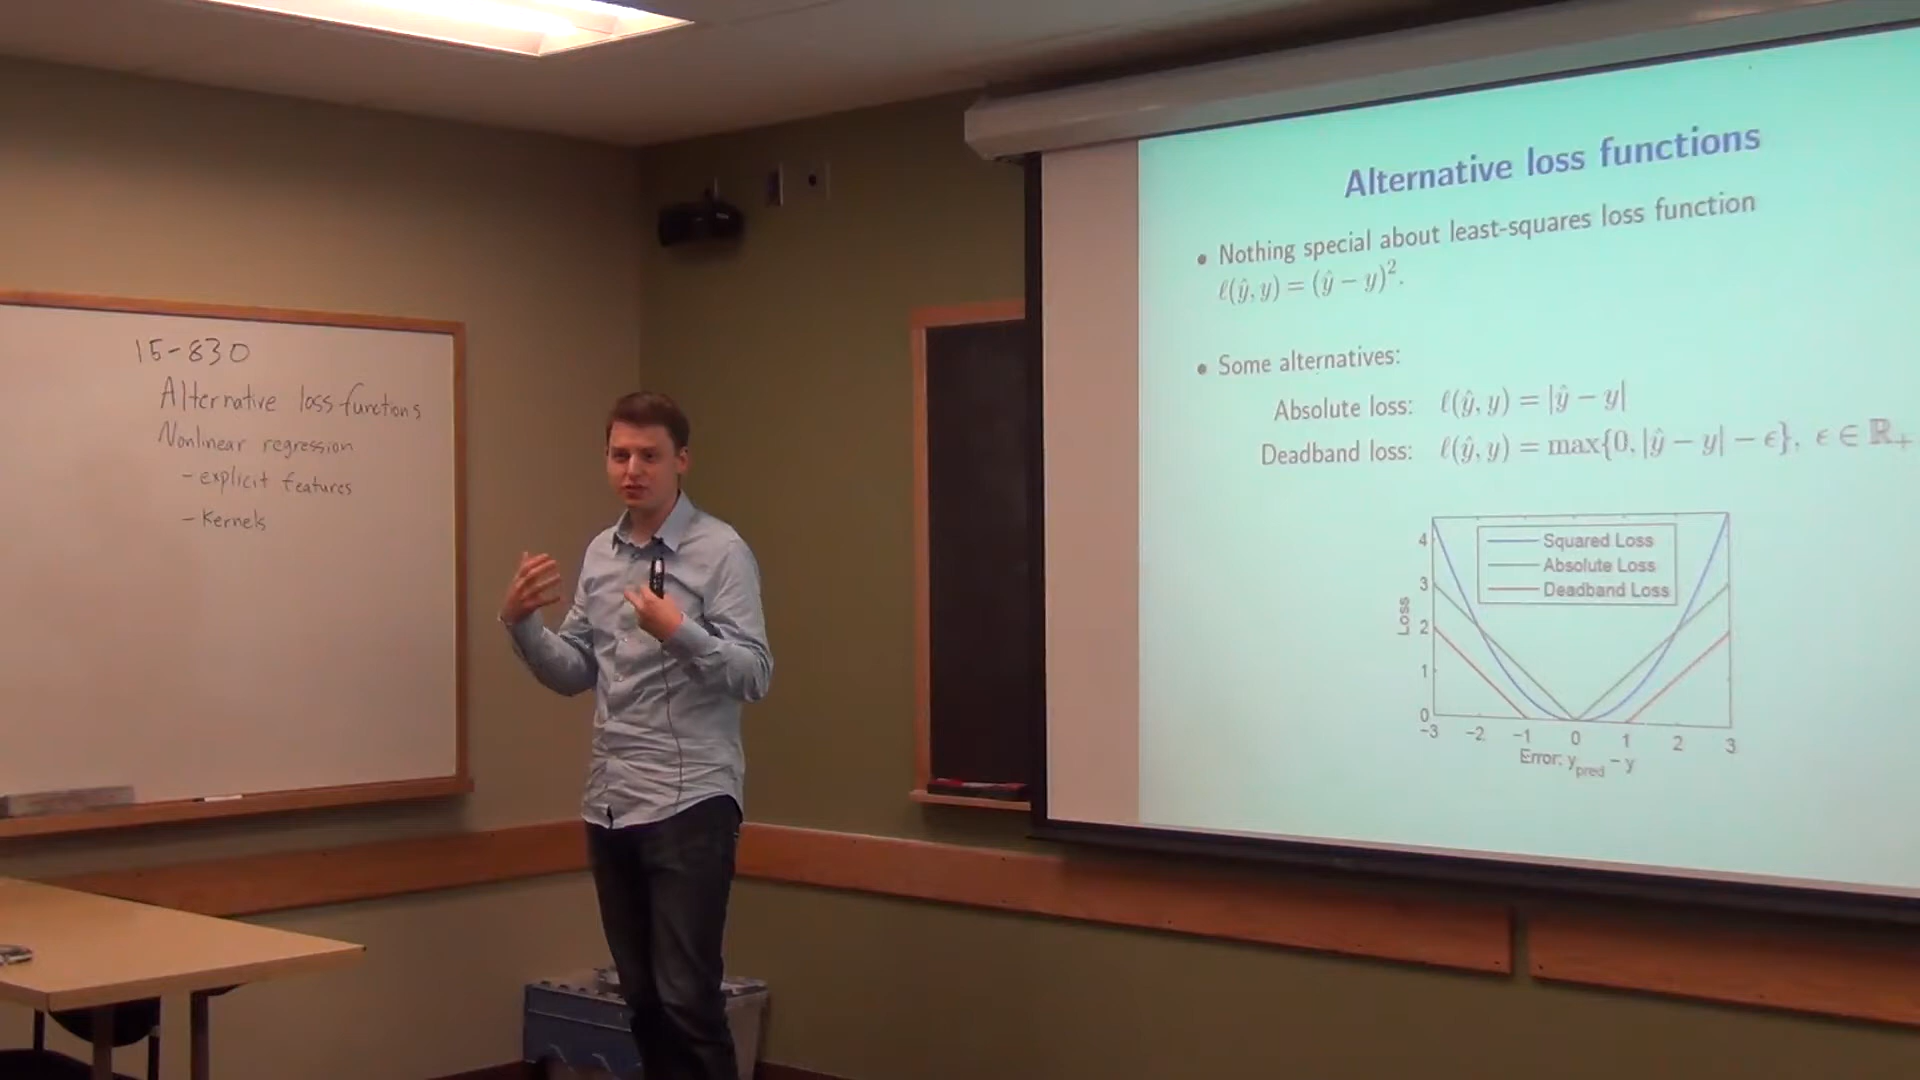 15-830
Alternative loss functions
Nonlinear regression
- explicit features
- Kernels
Alternative loss functions
• Nothing special about least-squares loss function
ℓ(ŷ, y) = (ŷ − y)².
• Some alternatives:
Absolute loss: ℓ(ŷ, y) = |ŷ − y|
Deadband loss: ℓ(ŷ, y) = max{0, |ŷ − y| − ϵ}, ϵ ∈ ℝ₊
Squared Loss
Absolute Loss
Deadband Loss
Loss
4
3
2
1
0
−3 −2 −1 0 1 2 3
Error: y_pred − y